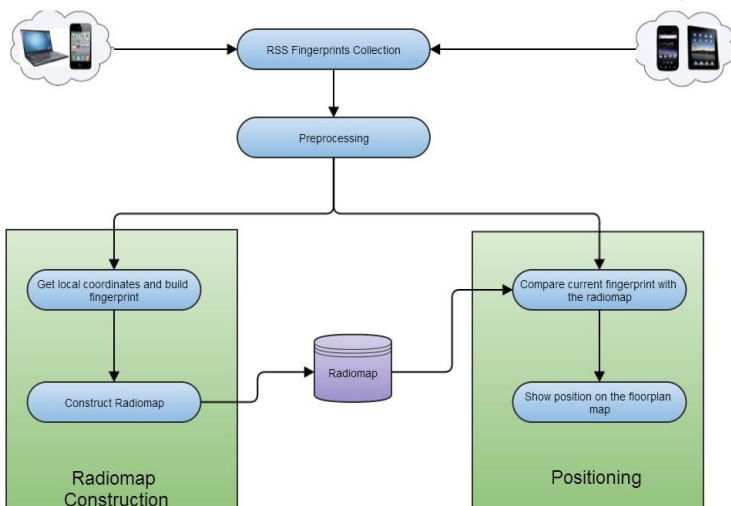 RSS Fingerprints Collection
Preprocessing
Get local coordinates and build
fingerprint
Compare current fingerprint with
the radiomap
Radiomap
Construct Radiomap
Show position on the floorplan
map
Radiomap
Construction
Positioning